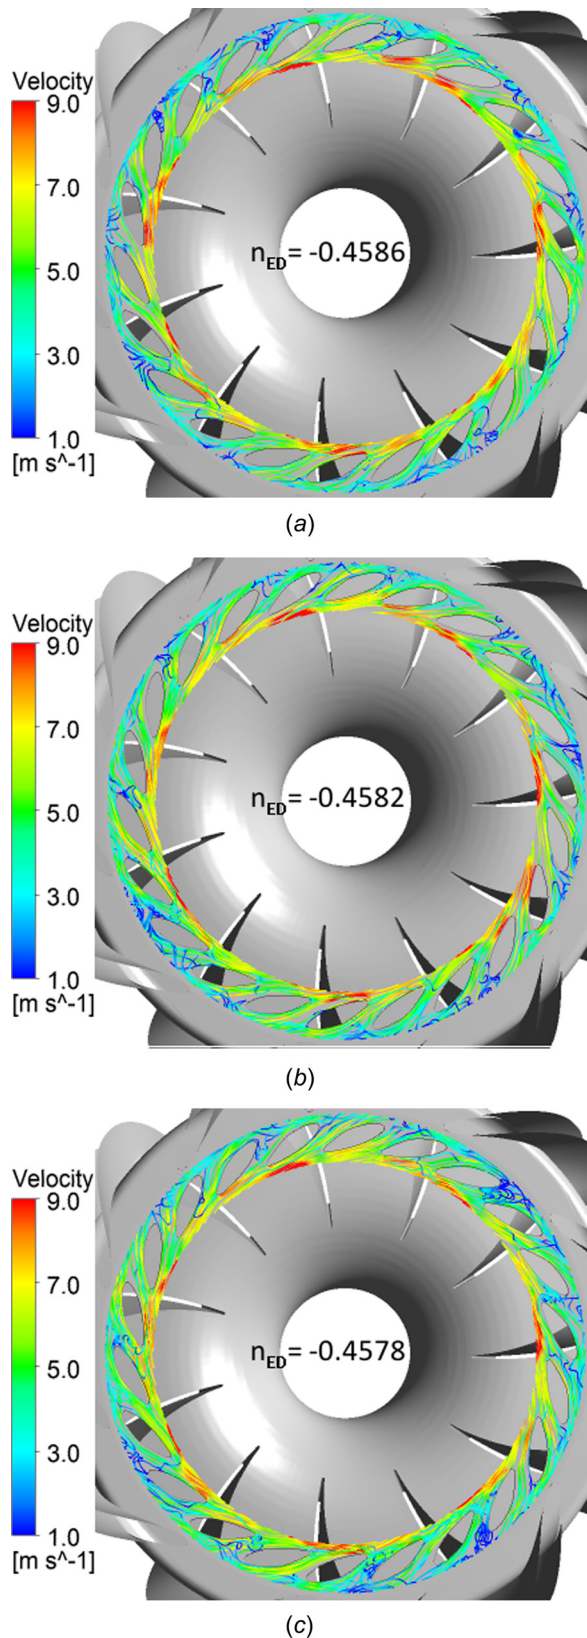 Velocity
9.0
7.0
5.0
3.0
1.0
[m s^-1]
nED= -0.4586
(a)
Velocity
9.0
7.0
5.0
3.0
1.0
[m s^-1]
nED= -0.4582
(b)
Velocity
9.0
7.0
5.0
3.0
1.0
[m s^-1]
nED= -0.4578
(c)